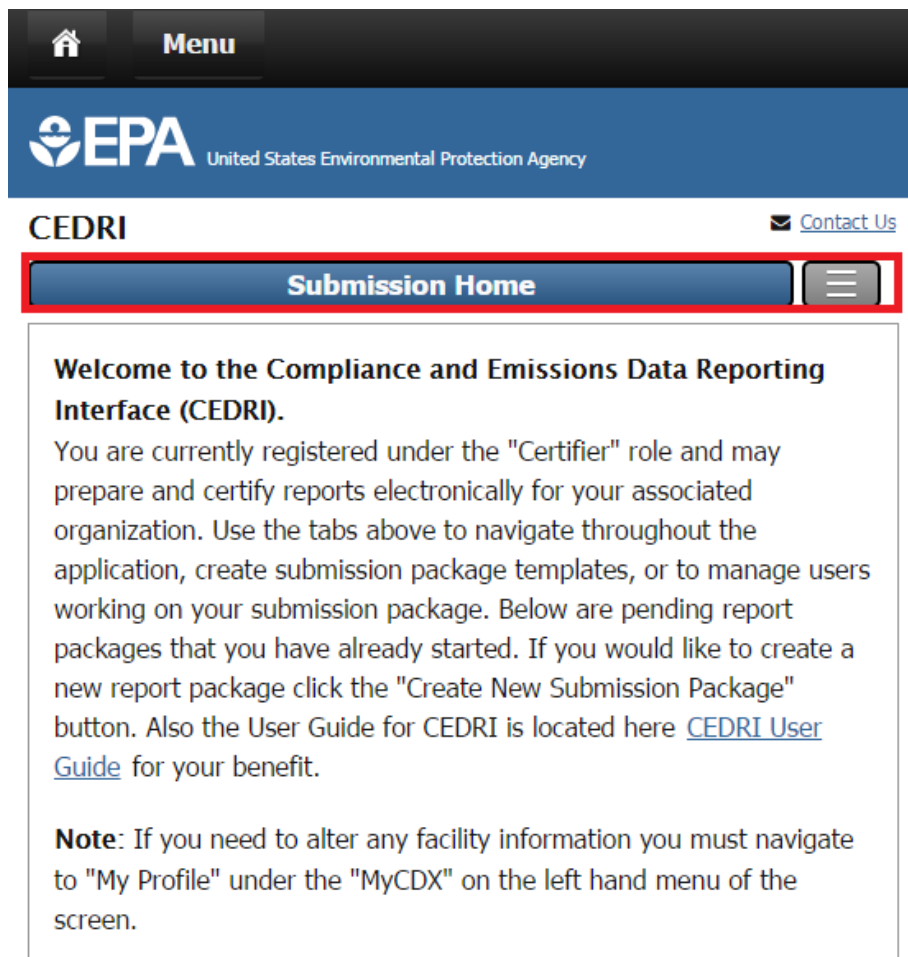 Menu
EPA United States Environmental Protection Agency
CEDRI
Contact Us
Submission Home
Welcome to the Compliance and Emissions Data Reporting
Interface (CEDRI).
You are currently registered under the "Certifier" role and may
prepare and certify reports electronically for your associated
organization. Use the tabs above to navigate throughout the
application, create submission package templates, or to manage users
working on your submission package. Below are pending report
packages that you have already started. If you would like to create a
new report package click the "Create New Submission Package"
button. Also the User Guide for CEDRI is located here CEDRI User
Guide for your benefit.
Note: If you need to alter any facility information you must navigate
to "My Profile" under the "MyCDX" on the left hand menu of the
screen.